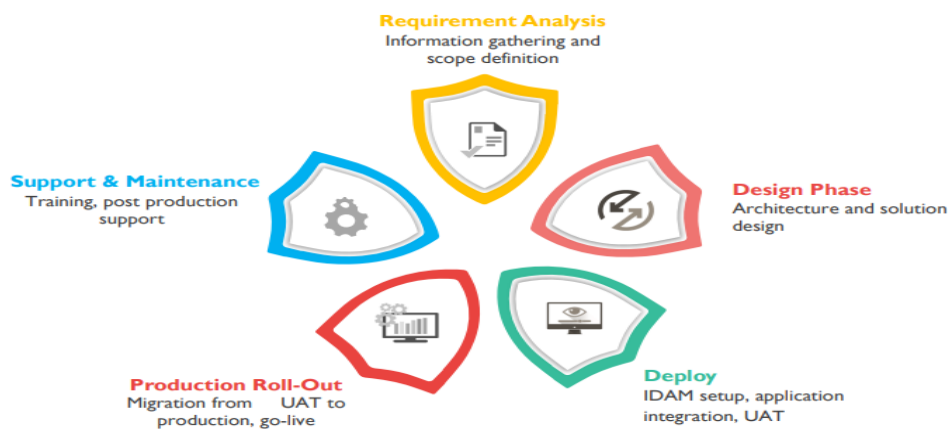 Requirement Analysis
Information gathering and
scope definition
Design Phase
Architecture and solution
design
Deploy
IDAM setup, application
integration, UAT
Production Roll-Out
Migration from UAT to
production, go-live
Support & Maintenance
Training, post production
support